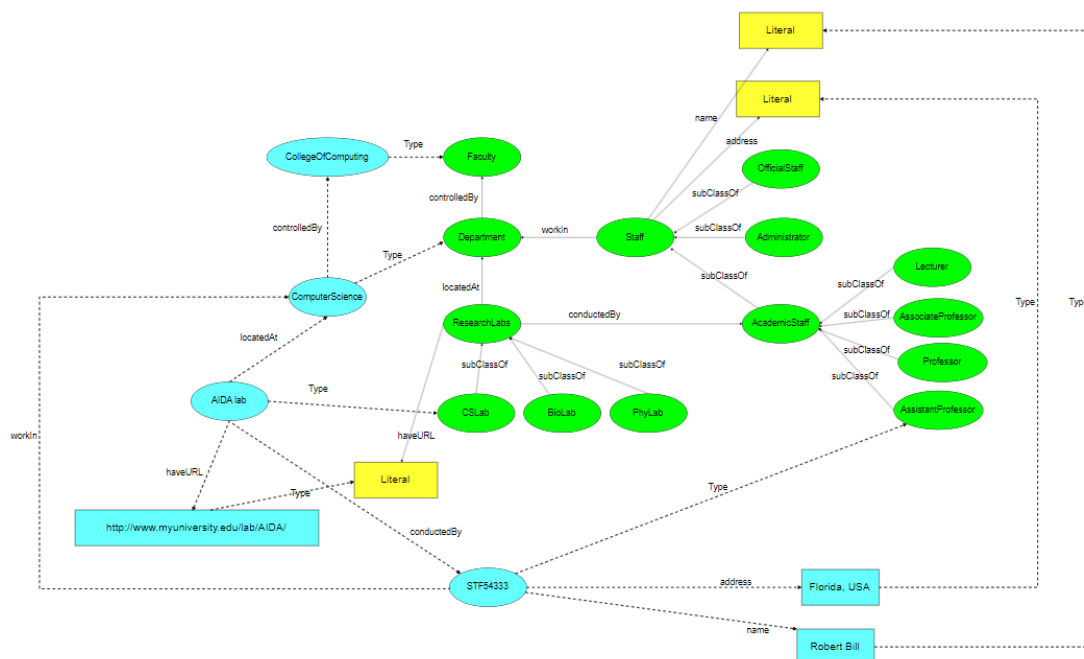 Literal
Literal
name
address
Type
CollegeOfComputing
Faculty
OfficialStaff
controlledBy
subClassOf
controlledBy
Department
workIn
Staff
subClassOf
Administrator
Type
Lecturer
ComputerScience
locatedAt
subClassOf
subClassOf
Type
Typ
ResearchLabs
conductedBy
AcademicStaff
subClassOf
AssociateProfessor
locatedAt
subClassOf
subClassOf
subClassOf
subClassOf
Professor
Type
subClassOf
AIDA lab
CSLab
BioLab
PhyLab
AssistantProfessor
workIn
haveURL
haveURL
Literal
Type
Type
http://www.myuniversity.edu/lab/AIDA/
conductedBy
STF54333
address
Florida, USA
name
Robert Bill